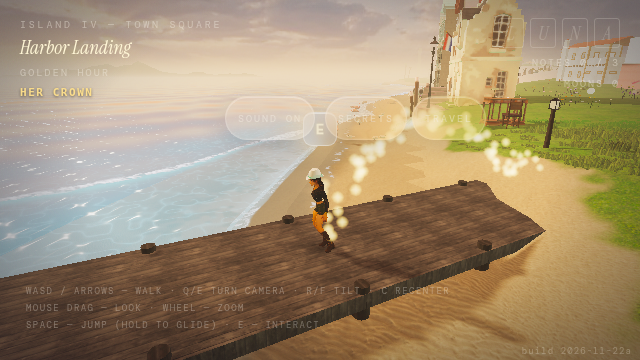 ISLAND IV — TOWN SQUARE
Harbor Landing
GOLDEN HOUR
HER CROWN
U N A
SOUND ON
E
TRAVEL
WASD / ARROWS — WALK · Q/E TURN CAMERA · R/F TILT · C RECENTER
MOUSE DRAG — LOOK · WHEEL — ZOOM
SPACE — JUMP (HOLD TO GLIDE) · E — INTERACT
build 2026-11-22a